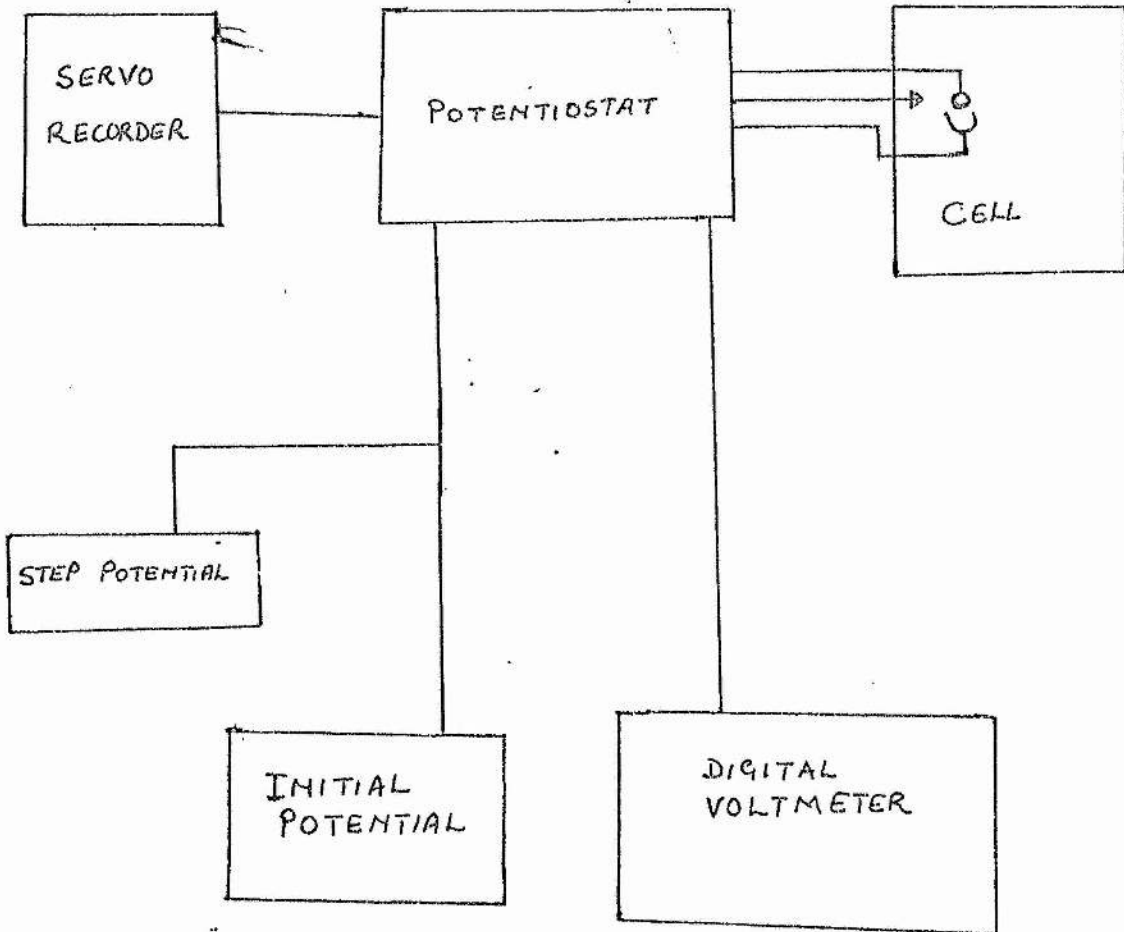 SERVO
RECORDER
POTENTIOSTAT
CELL
STEP POTENTIAL
INITIAL
POTENTIAL
DIGITAL
VOLTMETER